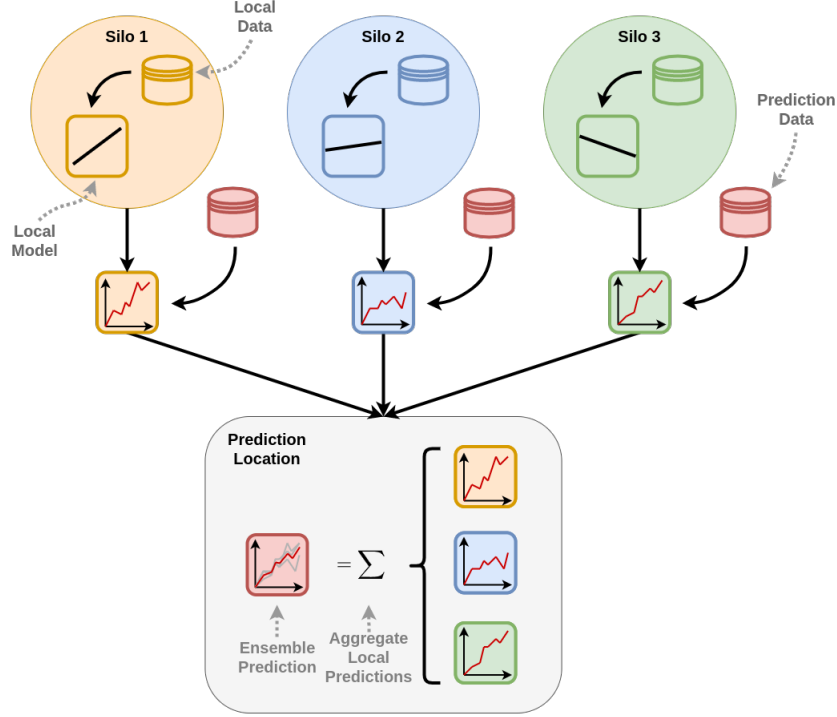 Local
Data
Silo 1
Silo 2
Silo 3
Prediction
Data
Local
Model
Prediction
Location
= ∑
Ensemble
Prediction
Aggregate
Local
Predictions